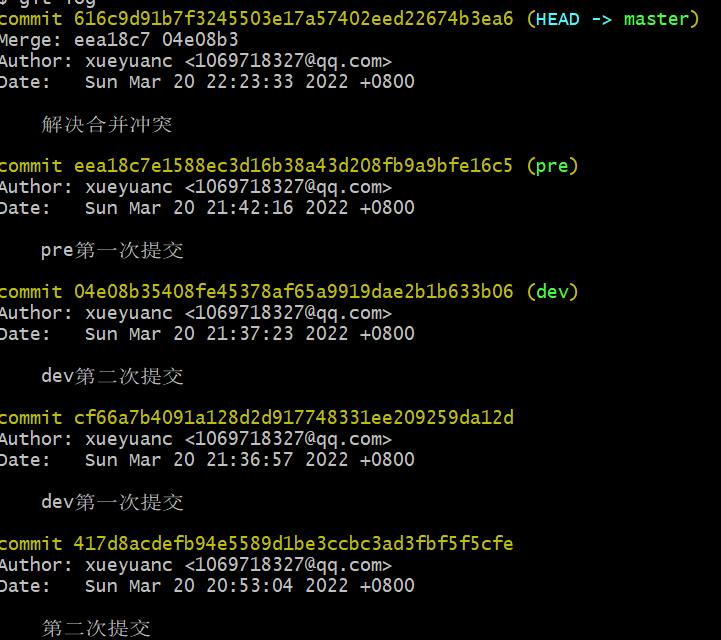 $ git log
commit 616c9d91b7f3245503e17a57402eed22674b3ea6 (HEAD -> master)
Merge: eea18c7 04e08b3
Author: xueyuanc <1069718327@qq.com>
Date:   Sun Mar 20 22:23:33 2022 +0800
解决合并冲突
commit eea18c7e1588ec3d16b38a43d208fb9a9bfe16c5 (pre)
Author: xueyuanc <1069718327@qq.com>
Date:   Sun Mar 20 21:42:16 2022 +0800
pre第一次提交
commit 04e08b35408fe45378af65a9919dae2b1b633b06 (dev)
Author: xueyuanc <1069718327@qq.com>
Date:   Sun Mar 20 21:37:23 2022 +0800
dev第二次提交
commit cf66a7b4091a128d2d917748331ee209259da12d
Author: xueyuanc <1069718327@qq.com>
Date:   Sun Mar 20 21:36:57 2022 +0800
dev第一次提交
commit 417d8acdefb94e5589d1be3ccbc3ad3fbf5f5cfe
Author: xueyuanc <1069718327@qq.com>
Date:   Sun Mar 20 20:53:04 2022 +0800
第二次提交